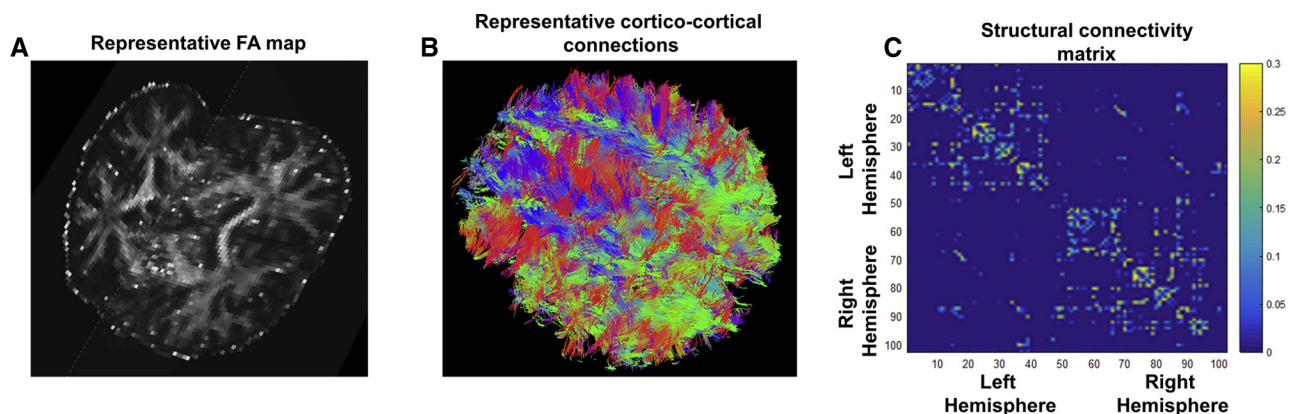 A
Representative FA map
B
Representative cortico-cortical
connections
C
Structural connectivity
matrix
Left
Hemisphere
Right
Hemisphere
10
20
30
40
50
60
70
80
90
100
10 20 30 40 50 60 70 80 90 100
Left
Hemisphere
Right
Hemisphere
0.3
0.25
0.2
0.15
0.1
0.05
0